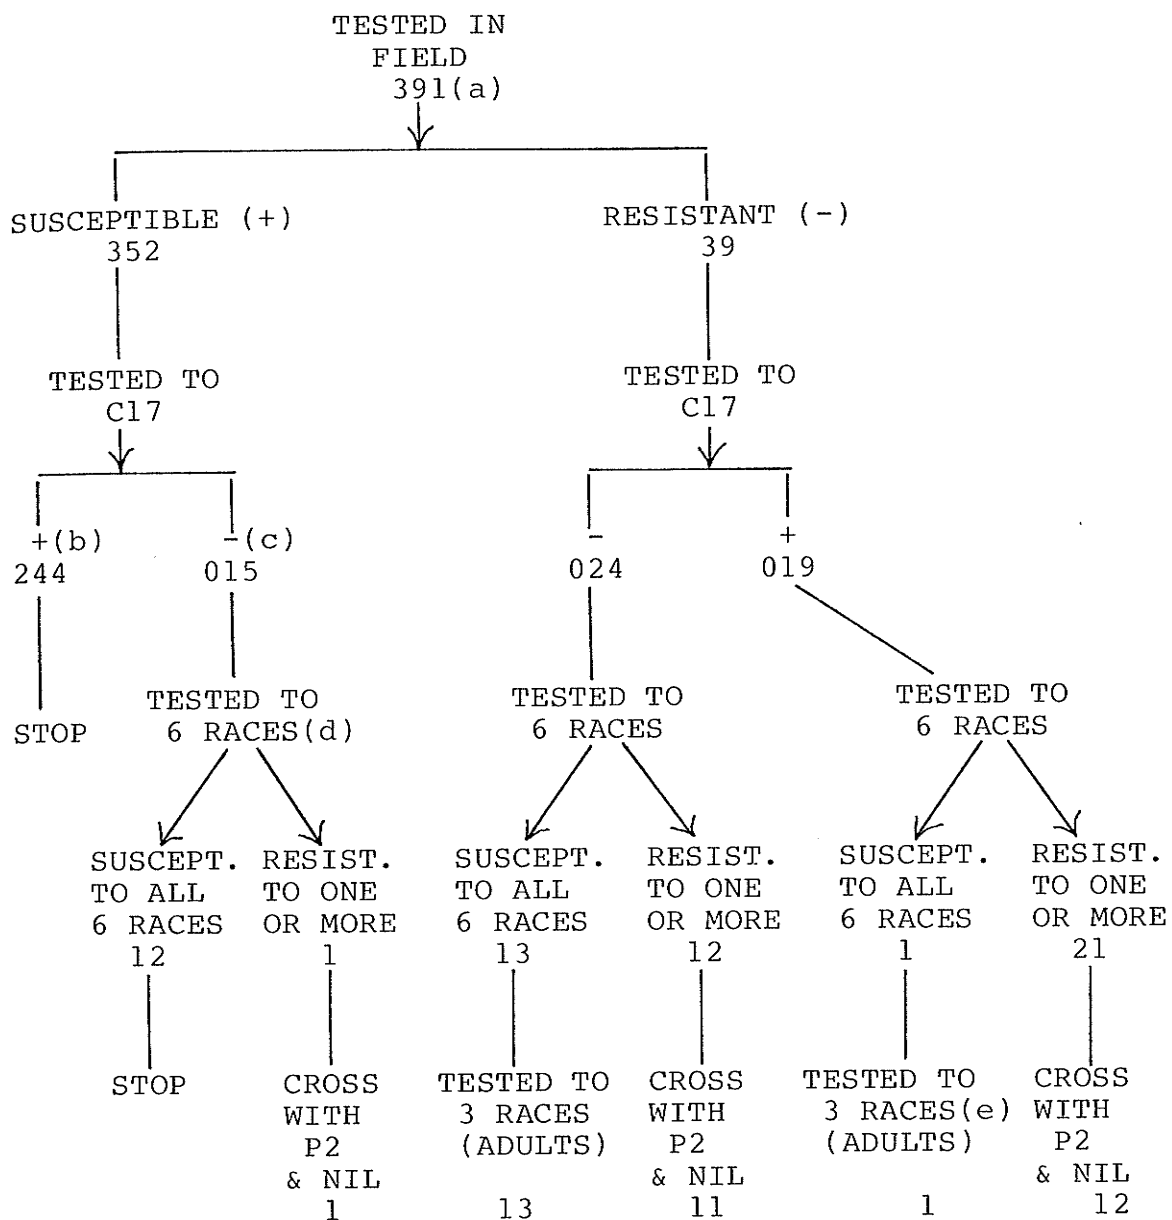 TESTED IN
FIELD
391(a)
SUSCEPTIBLE (+)
352
RESISTANT (-)
39
TESTED TO
C17
TESTED TO
C17
+(b)
244
-(c)
015
-
024
+
019
STOP
TESTED TO
6 RACES(d)
TESTED TO
6 RACES
TESTED TO
6 RACES
SUSCEPT.
TO ALL
6 RACES
12
RESIST.
TO ONE
OR MORE
1
SUSCEPT.
TO ALL
6 RACES
13
RESIST.
TO ONE
OR MORE
12
SUSCEPT.
TO ALL
6 RACES
1
RESIST.
TO ONE
OR MORE
21
STOP
CROSS
WITH
P2
& NIL
1
TESTED TO
3 RACES
(ADULTS)
13
CROSS
WITH
P2
& NIL
11
TESTED TO
3 RACES(e)
(ADULTS)
1
CROSS
WITH
P2
& NIL
12